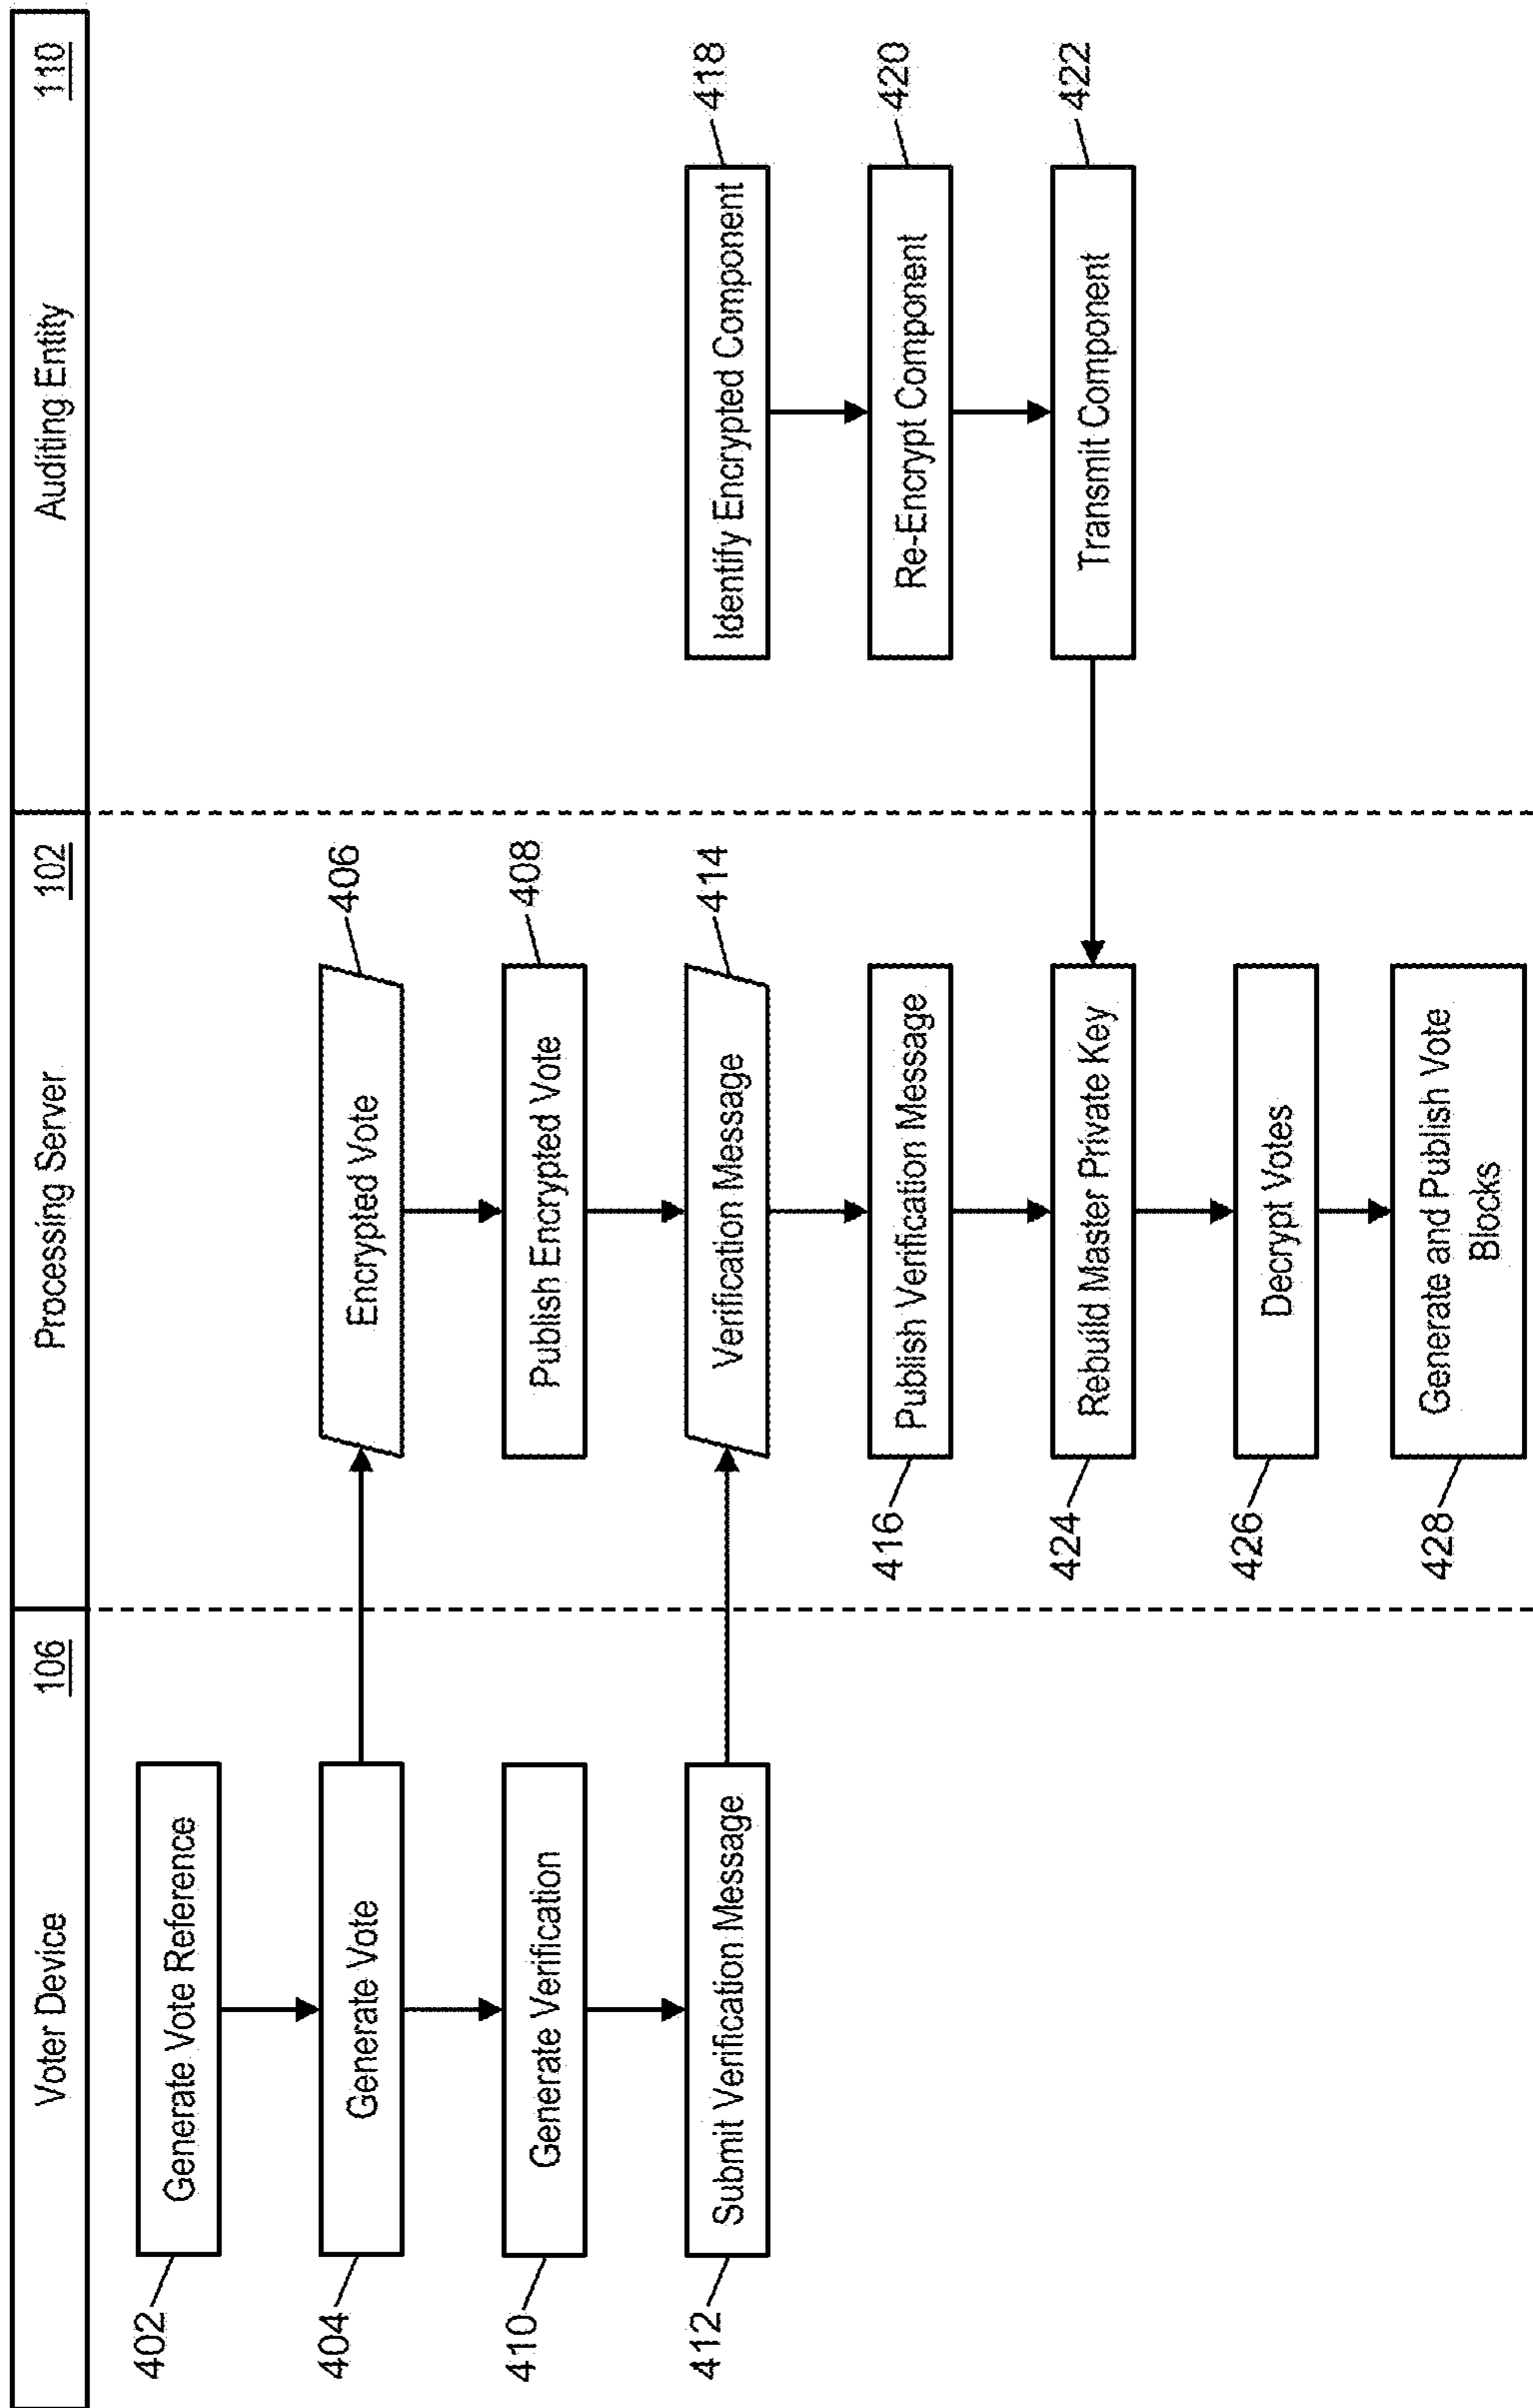 Voter Device 106
Processing Server 102
Auditing Entity 110
402
Generate Vote Reference
404
Generate Vote
Encrypted Vote
406
410
Generate Verification
Publish Encrypted Vote
408
412
Submit Verification Message
Verification Message
414
Identify Encrypted Component
418
416
Publish Verification Message
Re-Encrypt Component
420
424
Rebuild Master Private Key
Transmit Component
422
426
Decrypt Votes
428
Generate and Publish Vote
Blocks